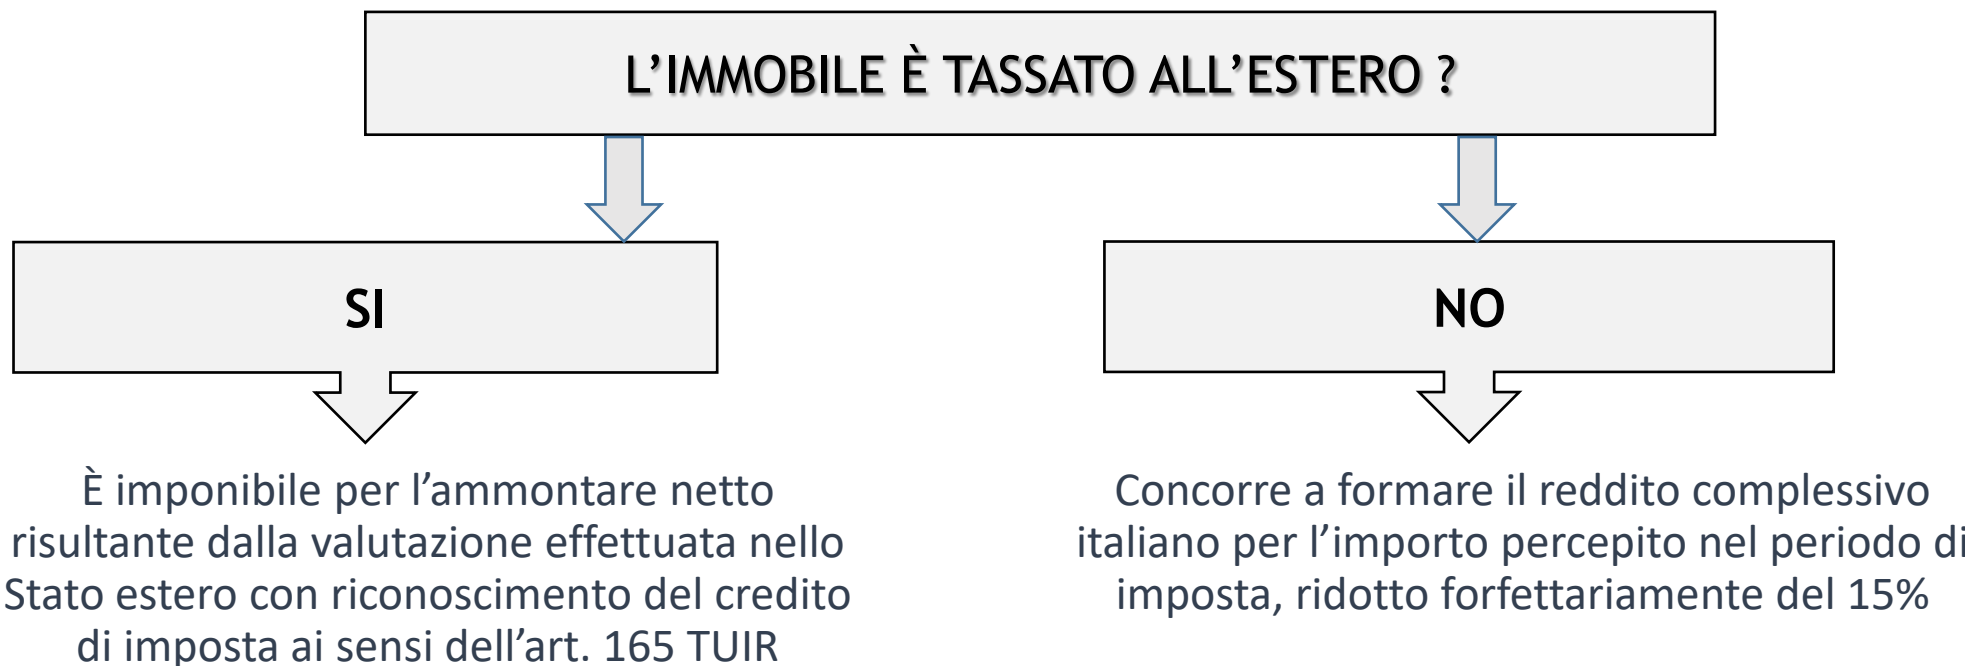 L’IMMOBILE È TASSATO ALL’ESTERO ?
SI
NO
È imponibile per l’ammontare netto
risultante dalla valutazione effettuata nello
Stato estero con riconoscimento del credito
di imposta ai sensi dell’art. 165 TUIR
Concorre a formare il reddito complessivo
italiano per l’importo percepito nel periodo di
imposta, ridotto forfettariamente del 15%